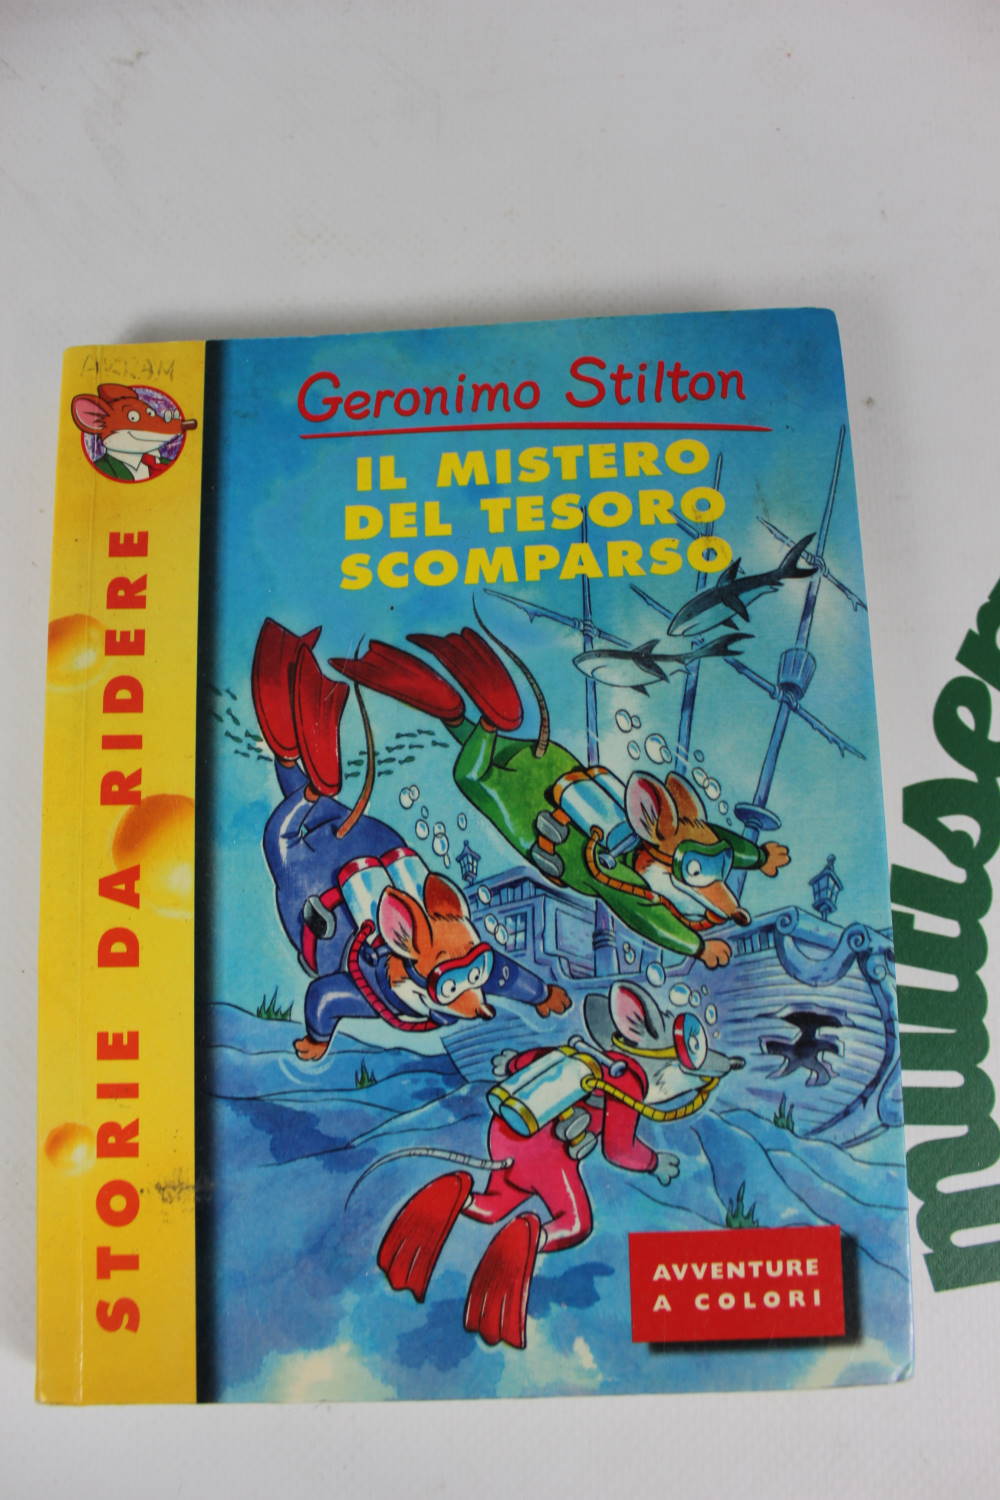 Geronimo Stilton
IL MISTERO
DEL TESORO
SCOMPARSO
STORIE DA RIDERE
AVVENTURE
A COLORI